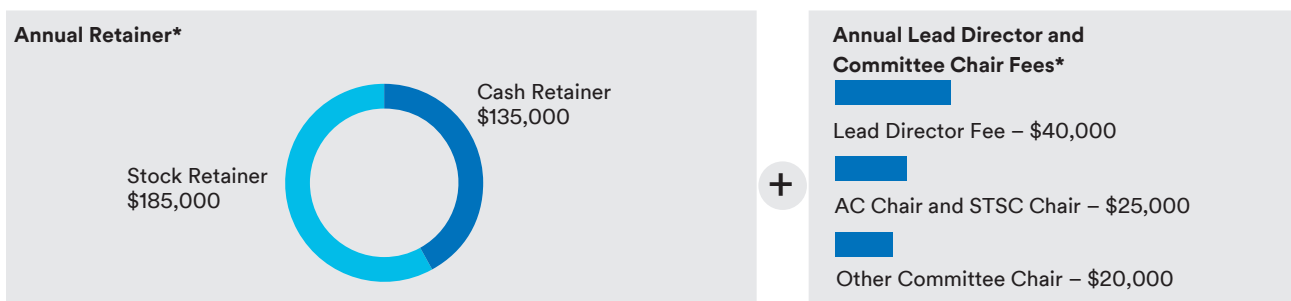 Annual Retainer*
Cash Retainer
$135,000
Stock Retainer
$185,000
+
Annual Lead Director and
Committee Chair Fees*
Lead Director Fee – $40,000
AC Chair and STSC Chair – $25,000
Other Committee Chair – $20,000